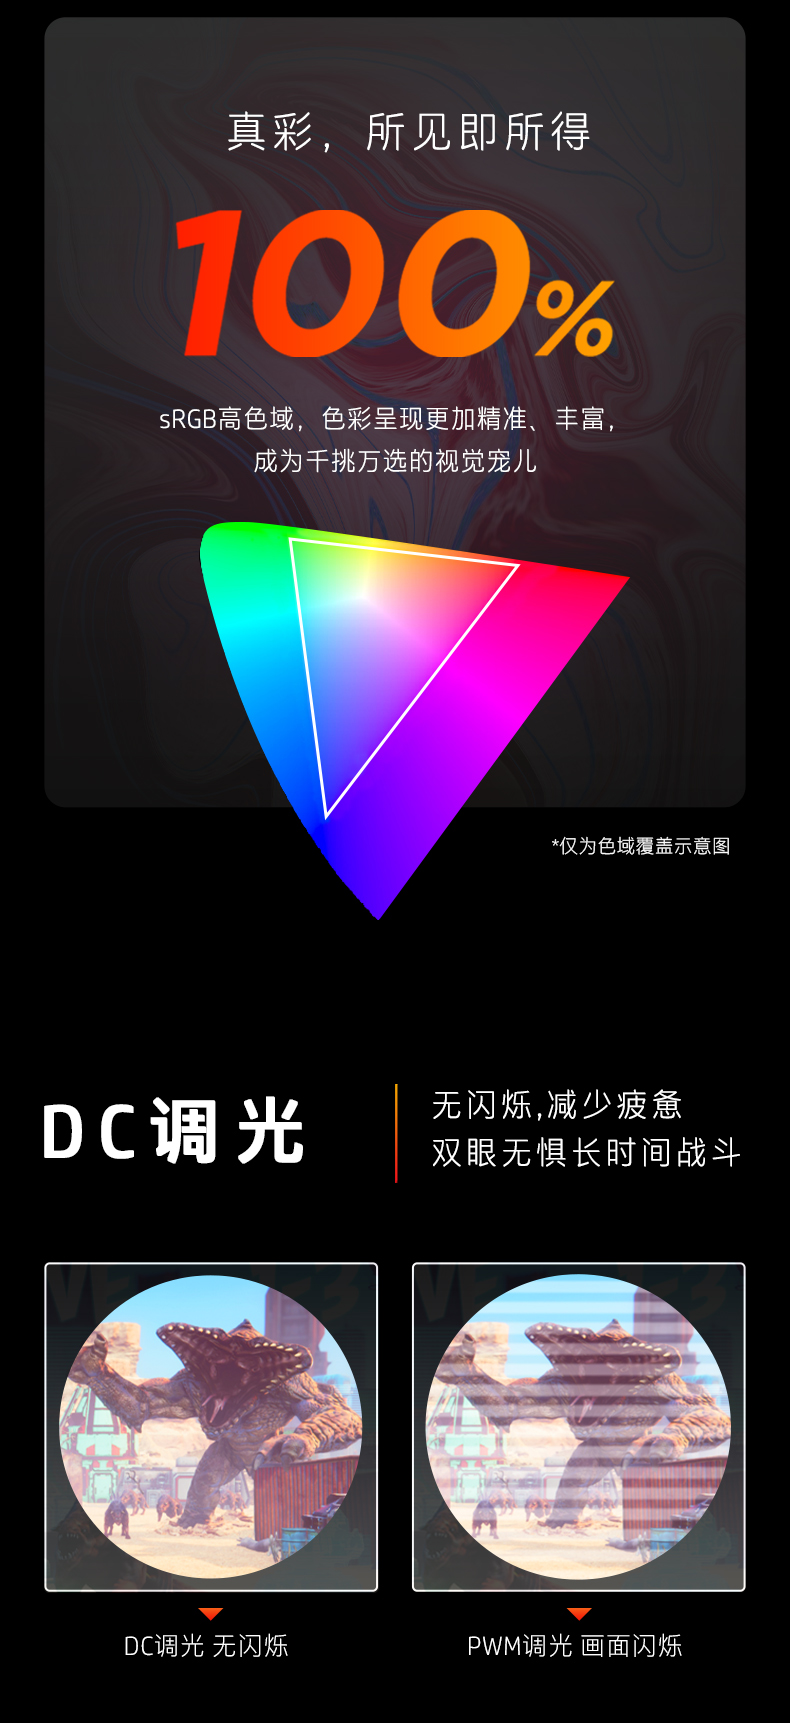 真彩，所见即所得
100%
sRGB高色域，色彩呈现更加精准、丰富，
成为千挑万选的视觉宠儿
*仅为色域覆盖示意图
DC调光
无闪烁,减少疲惫
双眼无惧长时间战斗
DC调光 无闪烁
PWM调光 画面闪烁